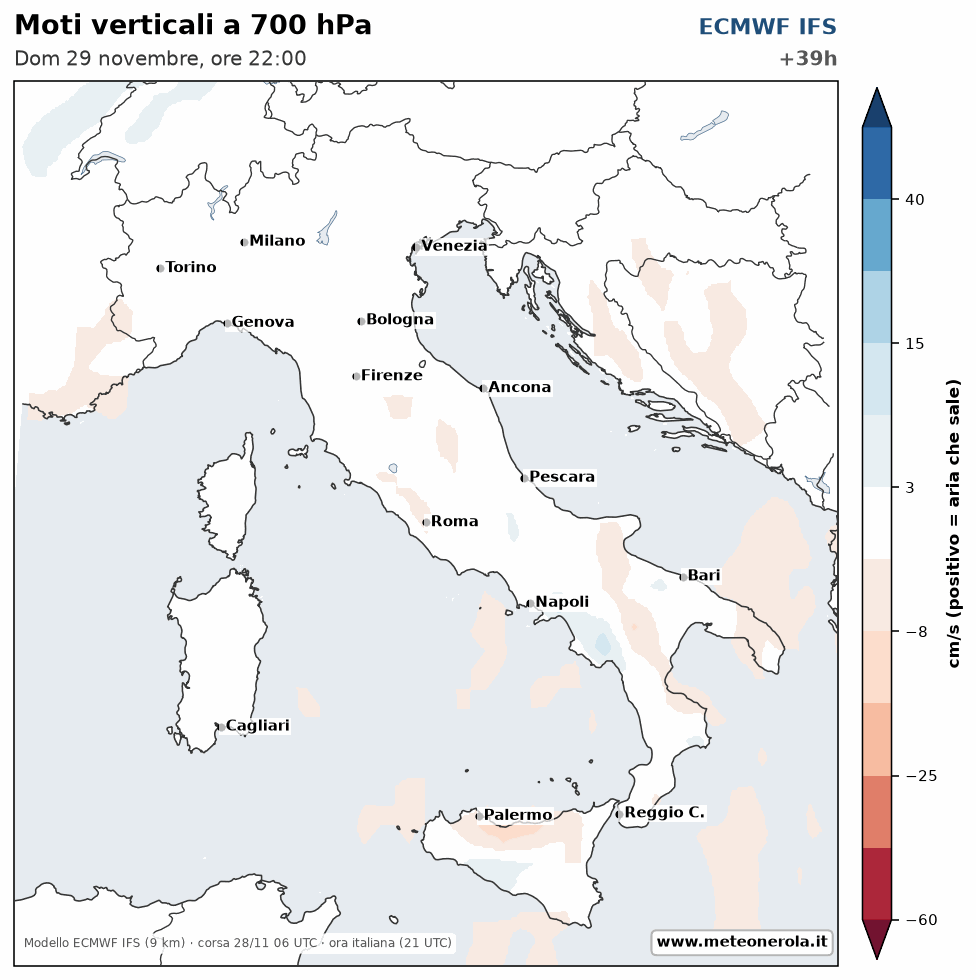 Moti verticali a 700 hPa
ECMWF IFS
Dom 29 novembre, ore 22:00
+39h
Milano
Venezia
Torino
Genova
Bologna
Firenze
Ancona
Pescara
Roma
Bari
Napoli
Cagliari
Palermo
Reggio C.
40
15
3
−8
−25
−60
cm/s (positivo = aria che sale)
Modello ECMWF IFS (9 km) · corsa 28/11 06 UTC · ora italiana (21 UTC)
www.meteonerola.it